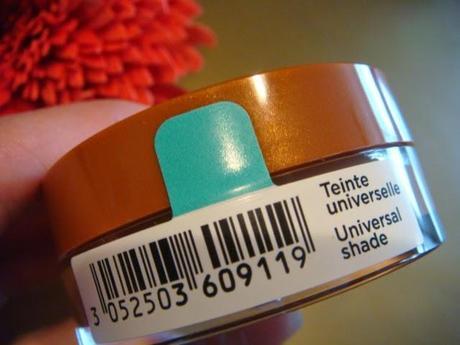 Teinte
universelle
Universal
shade
3 052503 609119